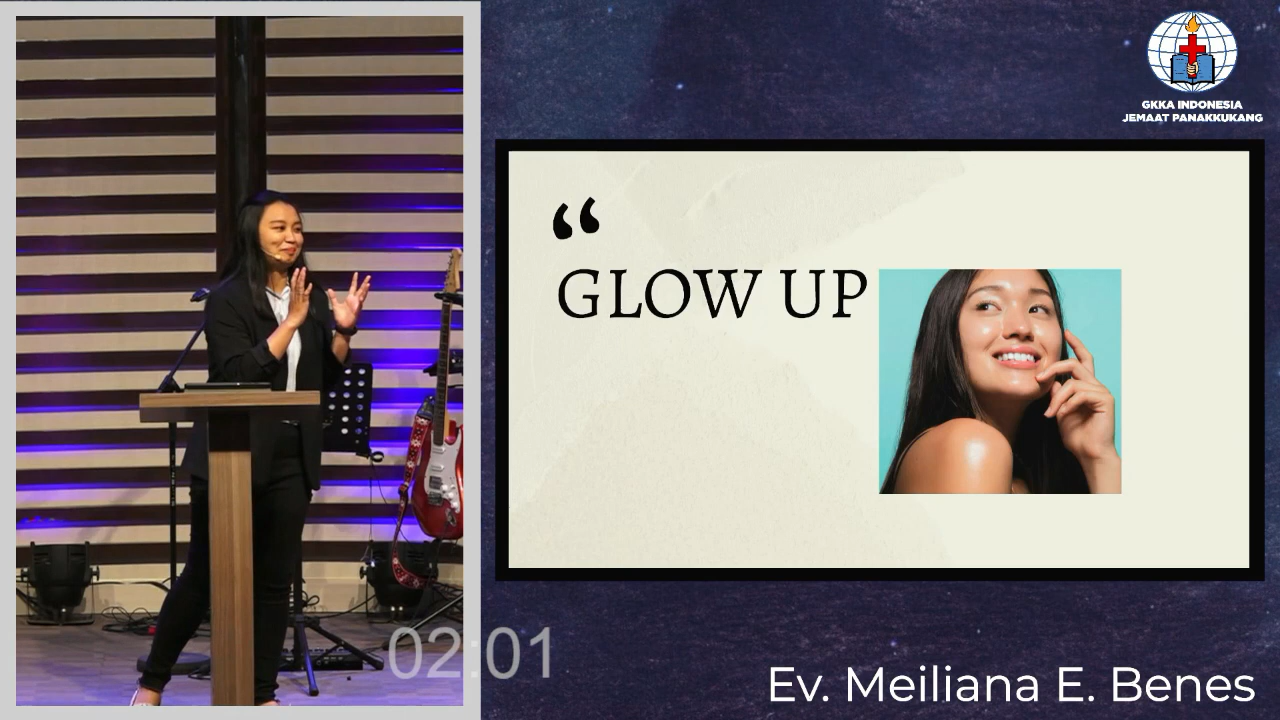 GKKA INDONESIA
JEMAAT PANAKKUKANG
“
GLOW UP
02:01
Ev. Meiliana E. Benes